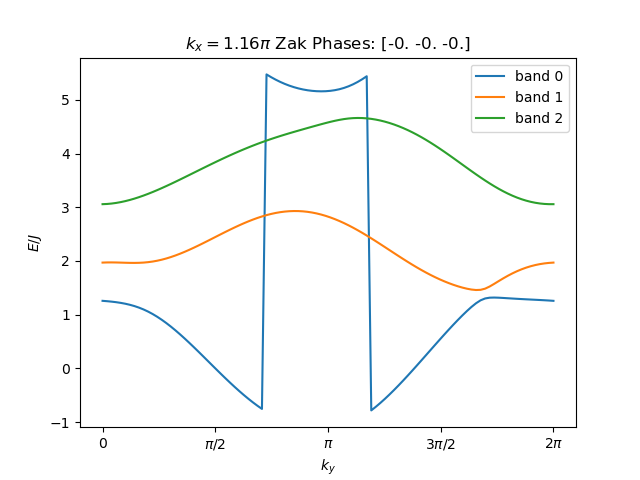 $k_x = 1.16\pi$ Zak Phases: [-0. -0. -0.]
band 0
band 1
band 2
E/J
5
4
3
2
1
0
−1
0
π/2
π
3π/2
2π
$k_y$